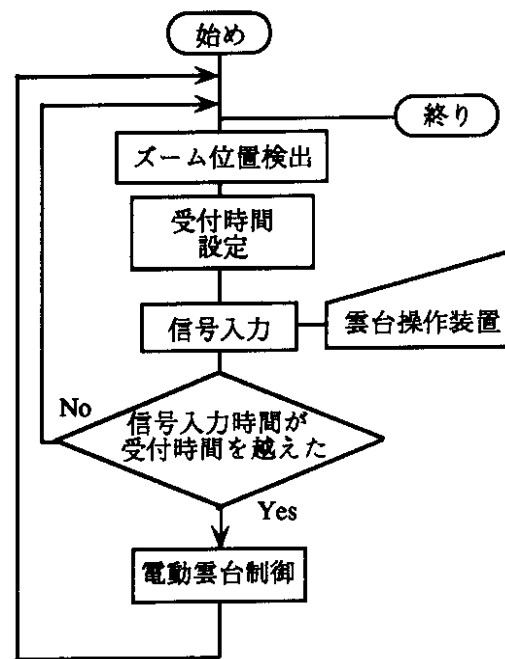 始め
終り
ズーム位置検出
受付時間
設定
信号入力
雲台操作装置
No
信号入力時間が
受付時間を越えた
Yes
電動雲台制御